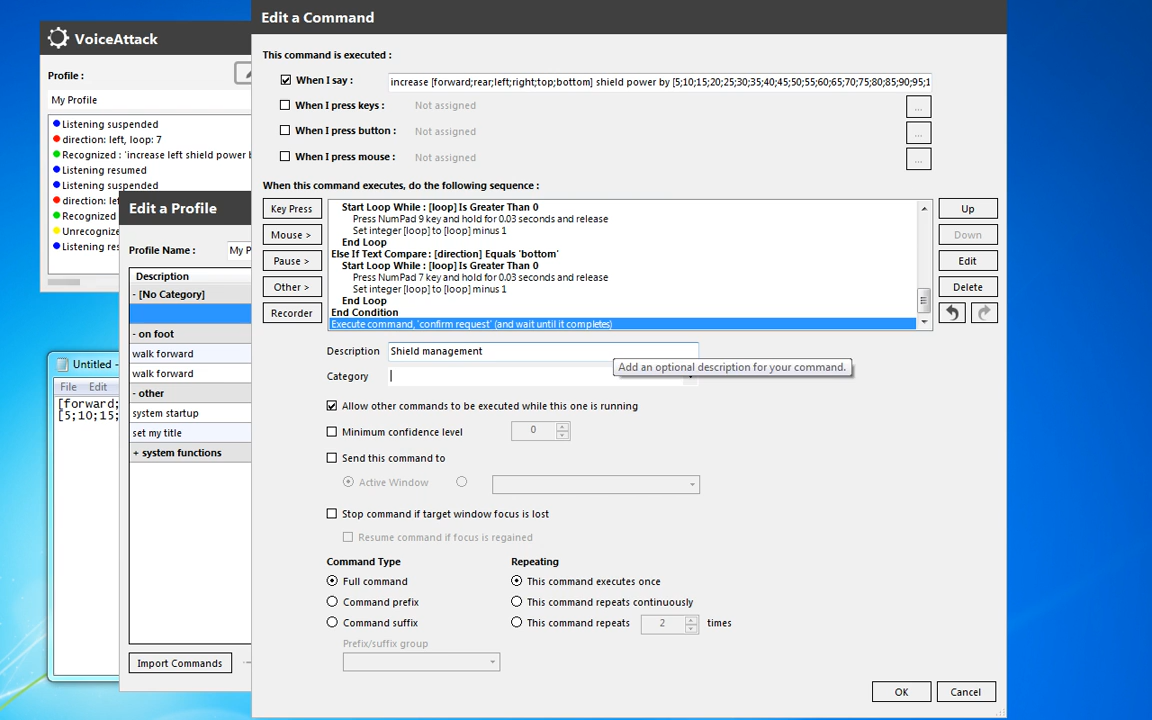 VoiceAttack
Profile :
My Profile
Listening suspended
direction: left, loop: 7
Recognized : 'increase left shield power b
Listening resumed
Listening suspended
direction: le
Recognized
Unrecognize
Listening res
Edit a Profile
Profile Name :
My P
Description
- [No Category]
- on foot
walk forward
walk forward
- other
system startup
set my title
+ system functions
Import Commands
Untitled -
File Edit
[forward;
[5;10;15;
Edit a Command
This command is executed :
When I say :
increase [forward;rear;left;right;top;bottom] shield power by [5;10;15;20;25;30;35;40;45;50;55;60;65;70;75;80;85;90;95;1
When I press keys :
Not assigned
...
When I press button :
Not assigned
...
When I press mouse :
Not assigned
...
When this command executes, do the following sequence :
Key Press
Mouse >
Pause >
Other >
Recorder
Start Loop While : [loop] Is Greater Than 0
Press NumPad 9 key and hold for 0.03 seconds and release
Set integer [loop] to [loop] minus 1
End Loop
Else If Text Compare : [direction] Equals 'bottom'
Start Loop While : [loop] Is Greater Than 0
Press NumPad 7 key and hold for 0.03 seconds and release
Set integer [loop] to [loop] minus 1
End Loop
End Condition
Execute command, 'confirm request' (and wait until it completes)
Up
Down
Edit
Delete
Description
Shield management
Add an optional description for your command.
Category
Allow other commands to be executed while this one is running
Minimum confidence level
0
Send this command to
Active Window
Stop command if target window focus is lost
Resume command if focus is regained
Command Type
Full command
Command prefix
Command suffix
Prefix/suffix group
Repeating
This command executes once
This command repeats continuously
This command repeats
2
times
OK
Cancel